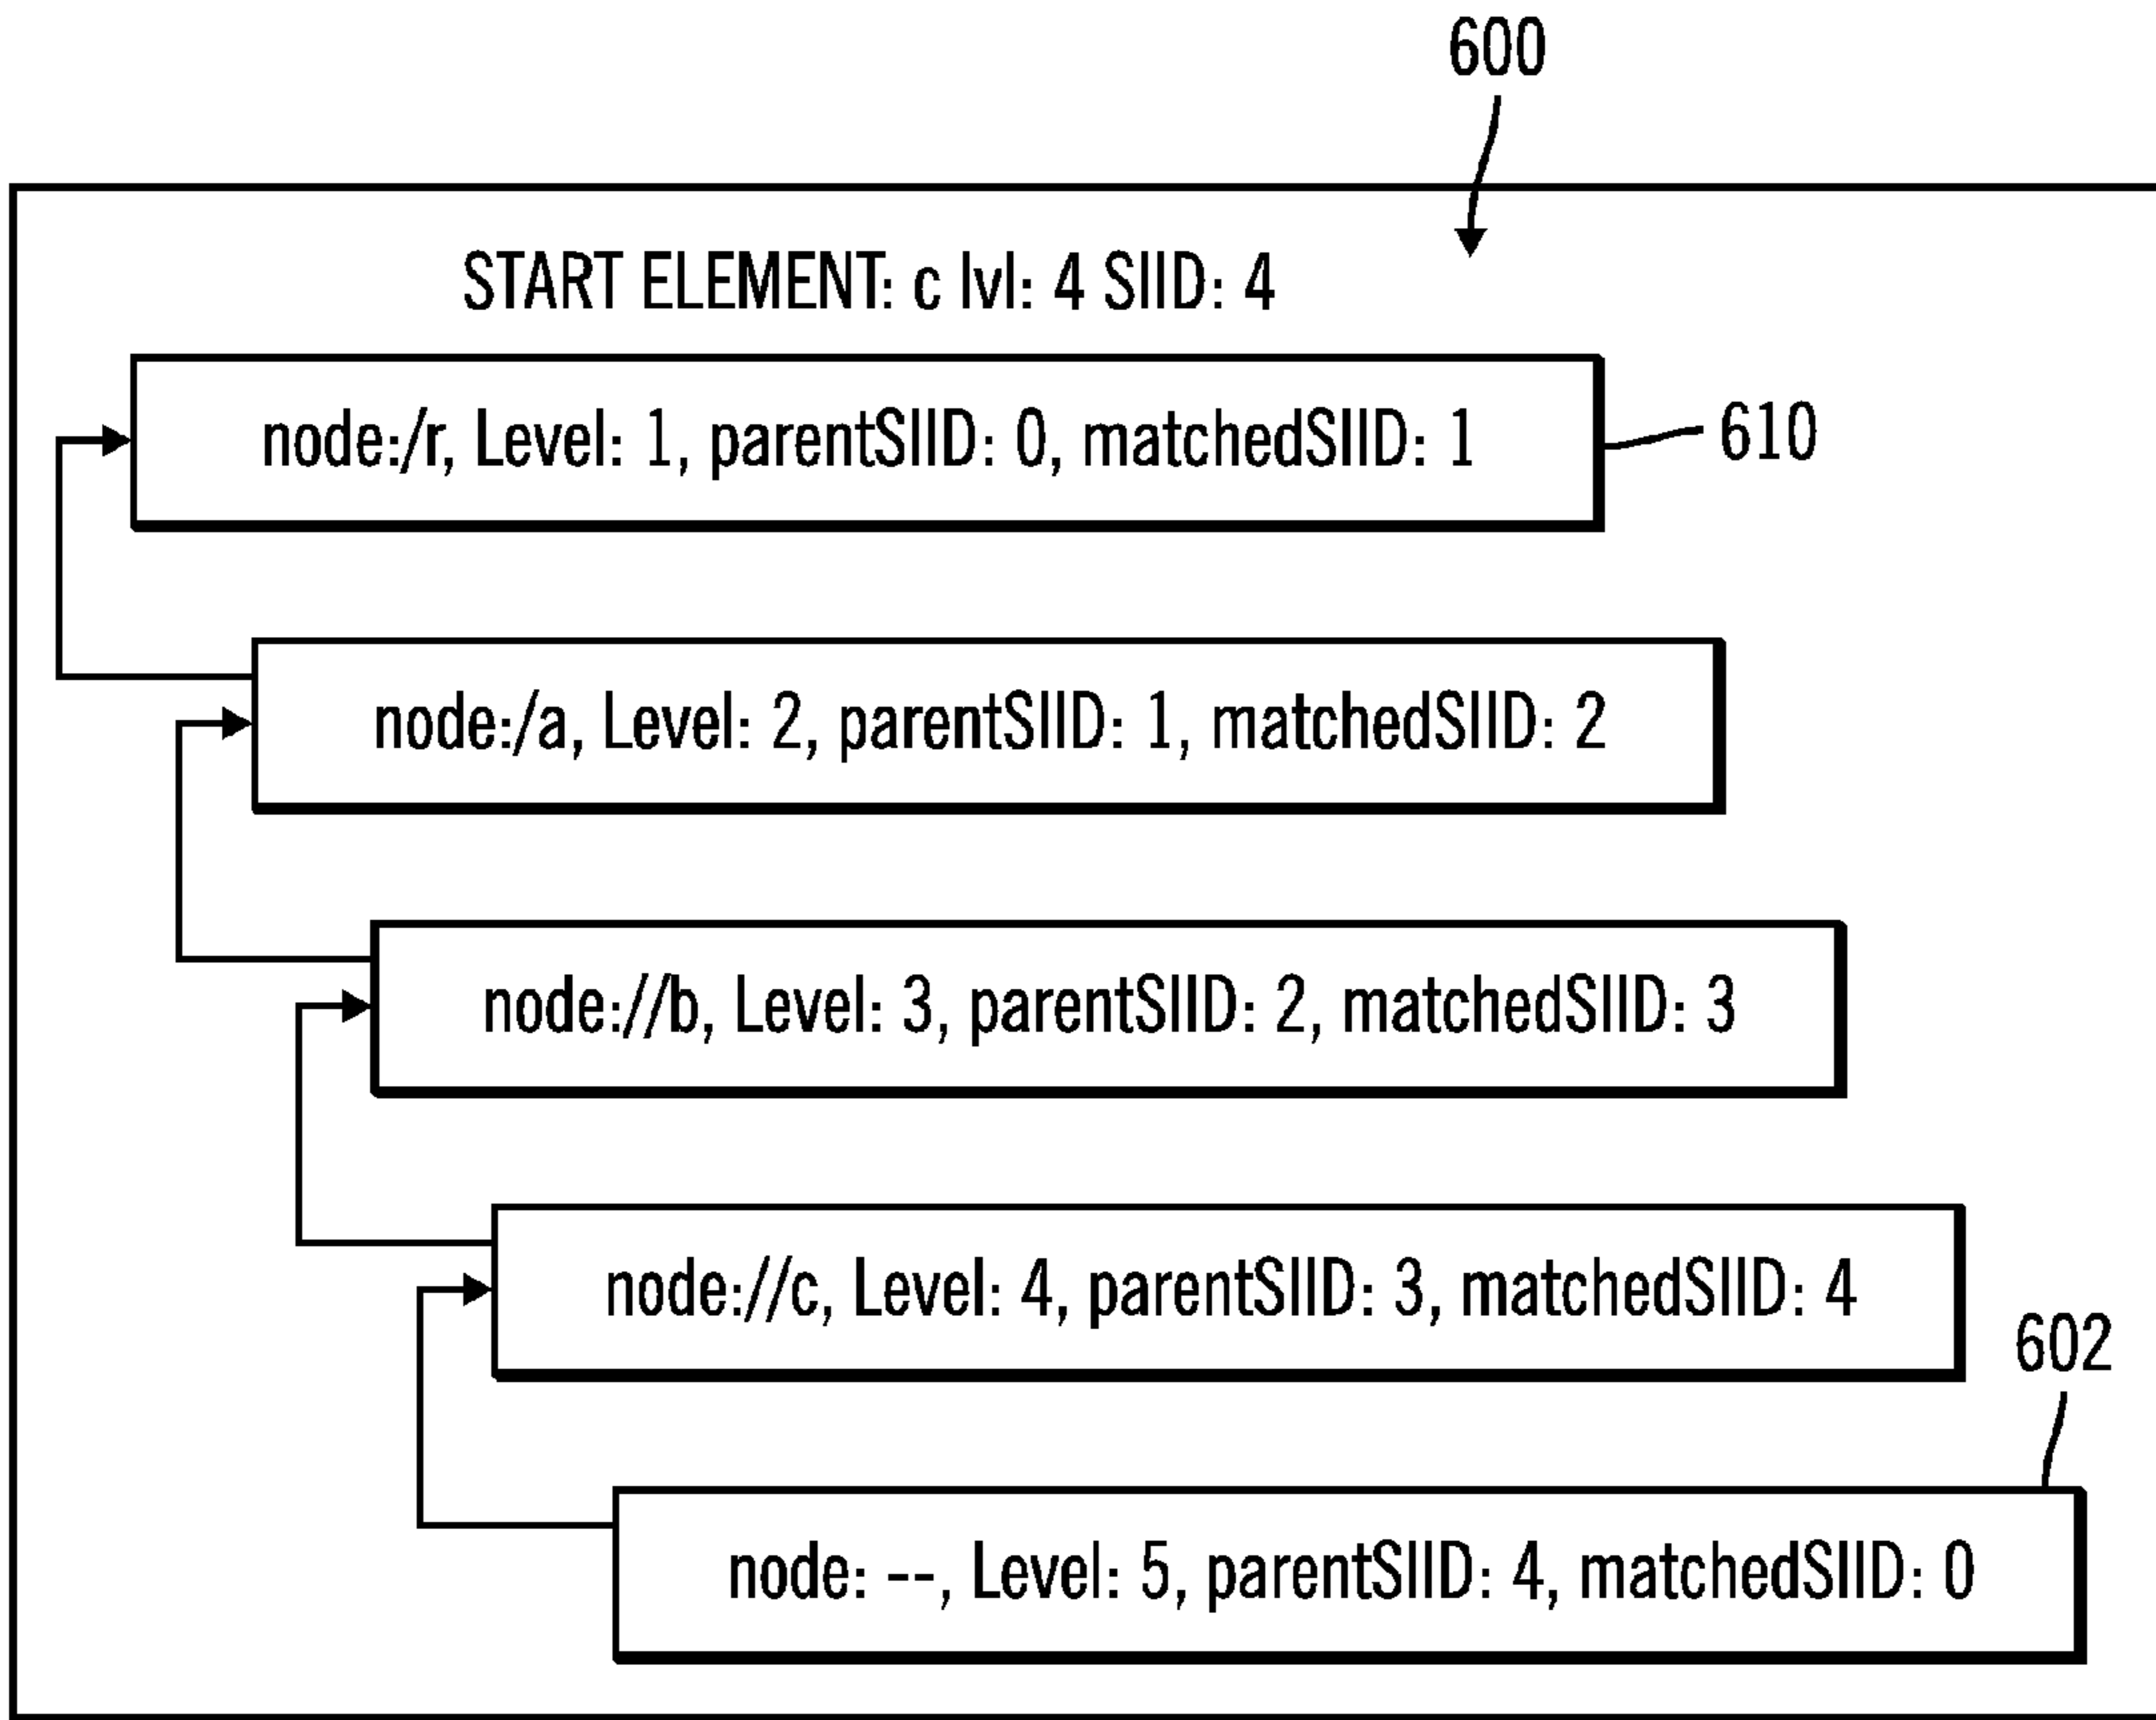 600
START ELEMENT: c lvl: 4 SIID: 4
node:/r, Level: 1, parentSIID: 0, matchedSIID: 1
610
node:/a, Level: 2, parentSIID: 1, matchedSIID: 2
node://b, Level: 3, parentSIID: 2, matchedSIID: 3
node://c, Level: 4, parentSIID: 3, matchedSIID: 4
602
node: --, Level: 5, parentSIID: 4, matchedSIID: 0